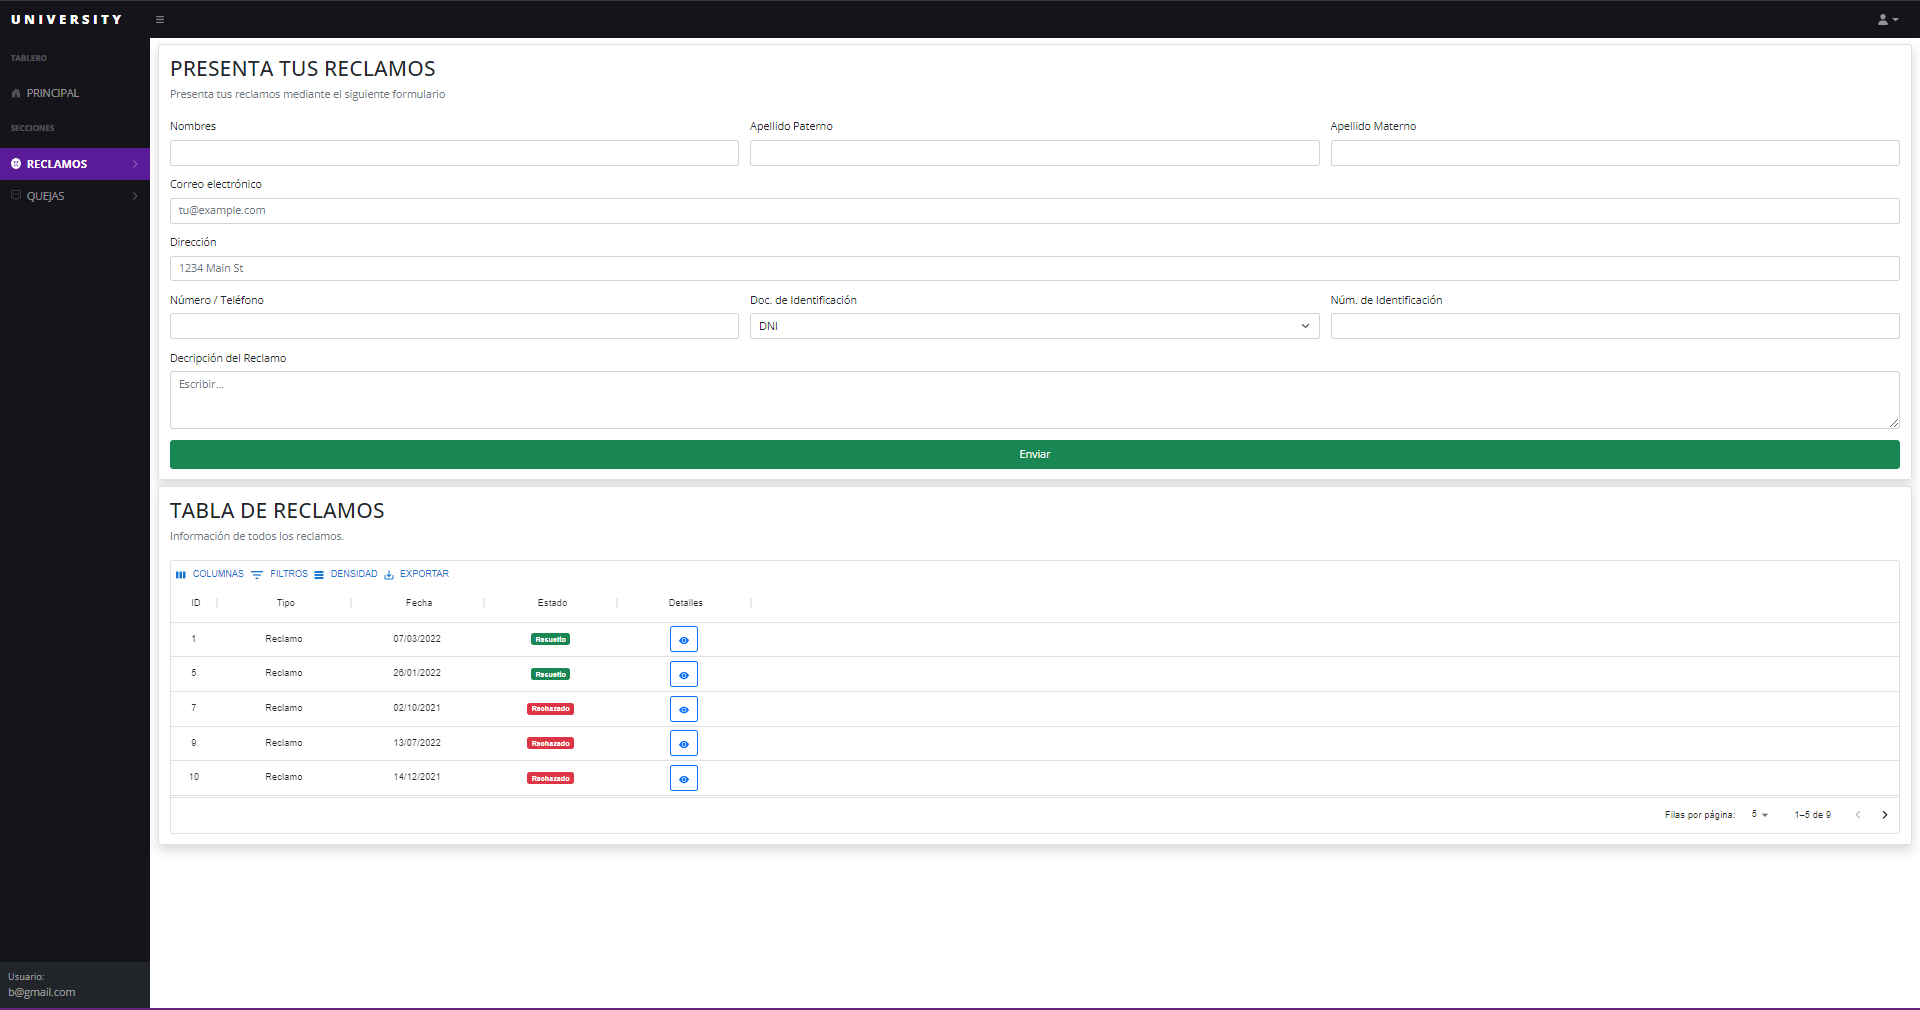 UNIVERSITY
TABLERO
PRINCIPAL
SECCIONES
RECLAMOS
QUEJAS
PRESENTA TUS RECLAMOS
Presenta tus reclamos mediante el siguiente formulario
Nombres Apellido Paterno Apellido Materno
Correo electrónico
tu@example.com
Dirección
1234 Main St
Número / Teléfono Doc. de Identificación Núm. de Identificación
DNI
Decripción del Reclamo
Escribir...
Enviar
TABLA DE RECLAMOS
Información de todos los reclamos.
COLUMNAS FILTROS DENSIDAD EXPORTAR
ID Tipo Fecha Estado Detalles
1 Reclamo 07/03/2022 Resuelto
5 Reclamo 26/01/2022 Resuelto
7 Reclamo 02/10/2021 Rechazado
9 Reclamo 13/07/2022 Rechazado
10 Reclamo 14/12/2021 Rechazado
Filas por página: 5 1–5 de 9
Usuario:
b@gmail.com